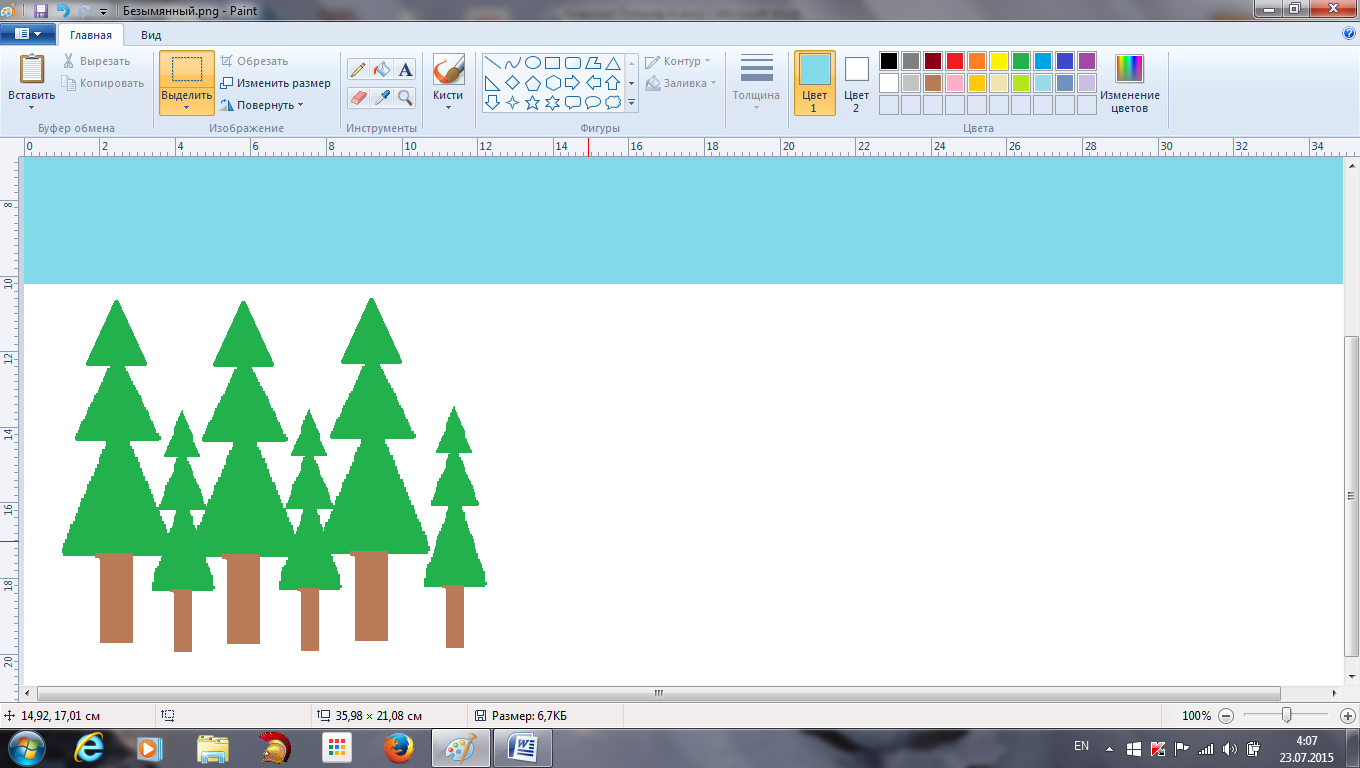 Безымянный.png - Paint
Главная Вид
Вставить
Вырезать
Копировать
Буфер обмена
Выделить
Обрезать
Изменить размер
Повернуть
Изображение
A
Инструменты
Кисти
Фигуры
Контур
Заливка
Толщина
Цвет
1
Цвет
2
Изменение
цветов
Цвета
0 2 4 6 8 10 12 14 16 18 20 22 24 26 28 30 32 34
8
10
12
14
16
18
20
14,92, 17,01 см
35,98 × 21,08 см
Размер: 6,7КБ
100%
EN
4:07
23.07.2015